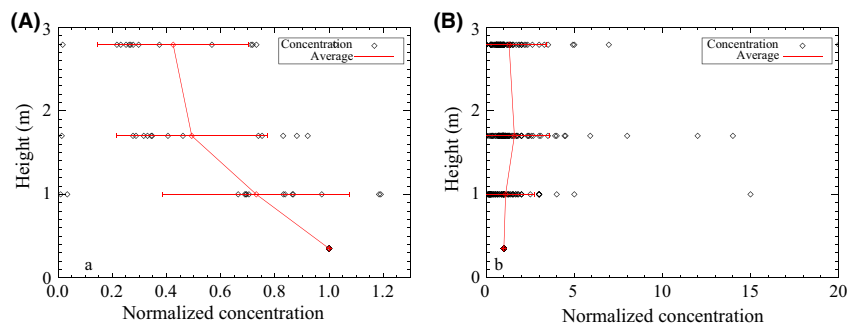 (A)
3
2
1
0
Height (m)
Concentration
Average
a
0.0 0.2 0.4 0.6 0.8 1.0 1.2
Normalized concentration
(B)
3
2
1
0
Height (m)
Concentration
Average
b
0 5 10 15 20
Normalized concentration